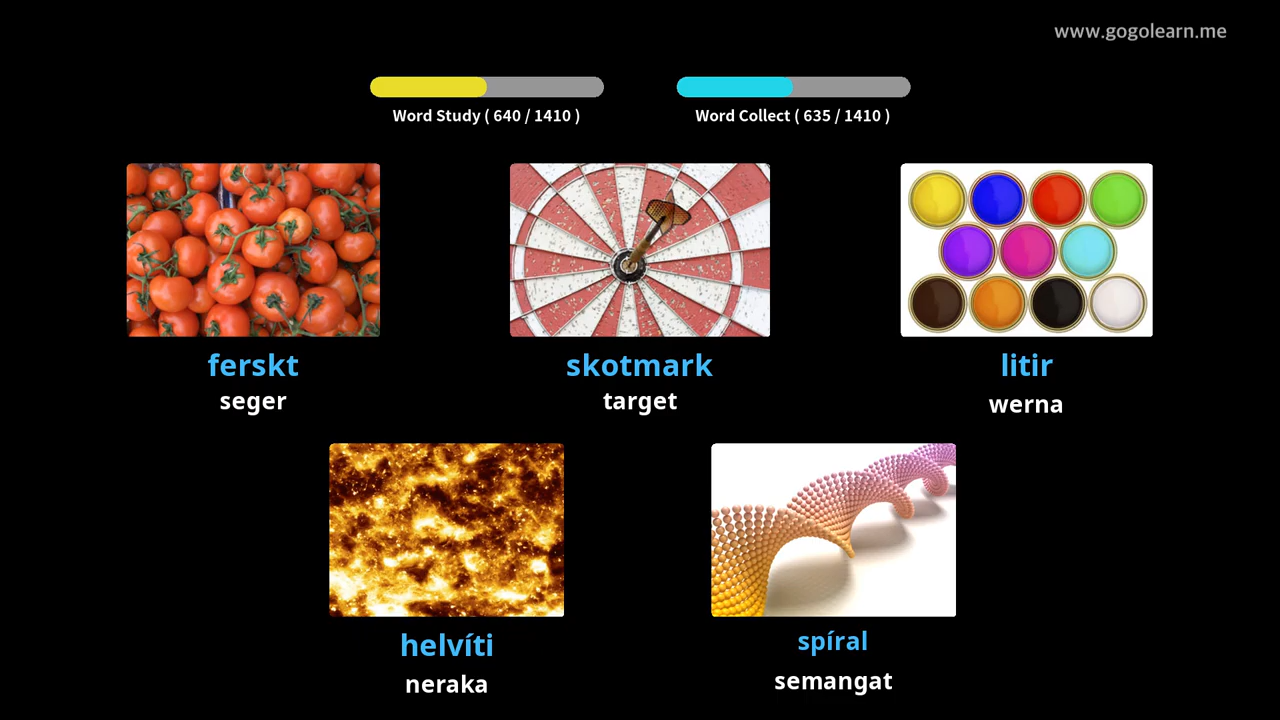 www.gogolearn.me
Word Study ( 640 / 1410 )
Word Collect ( 635 / 1410 )
ferskt
seger
skotmark
target
litir
werna
helvíti
neraka
spíral
semangat